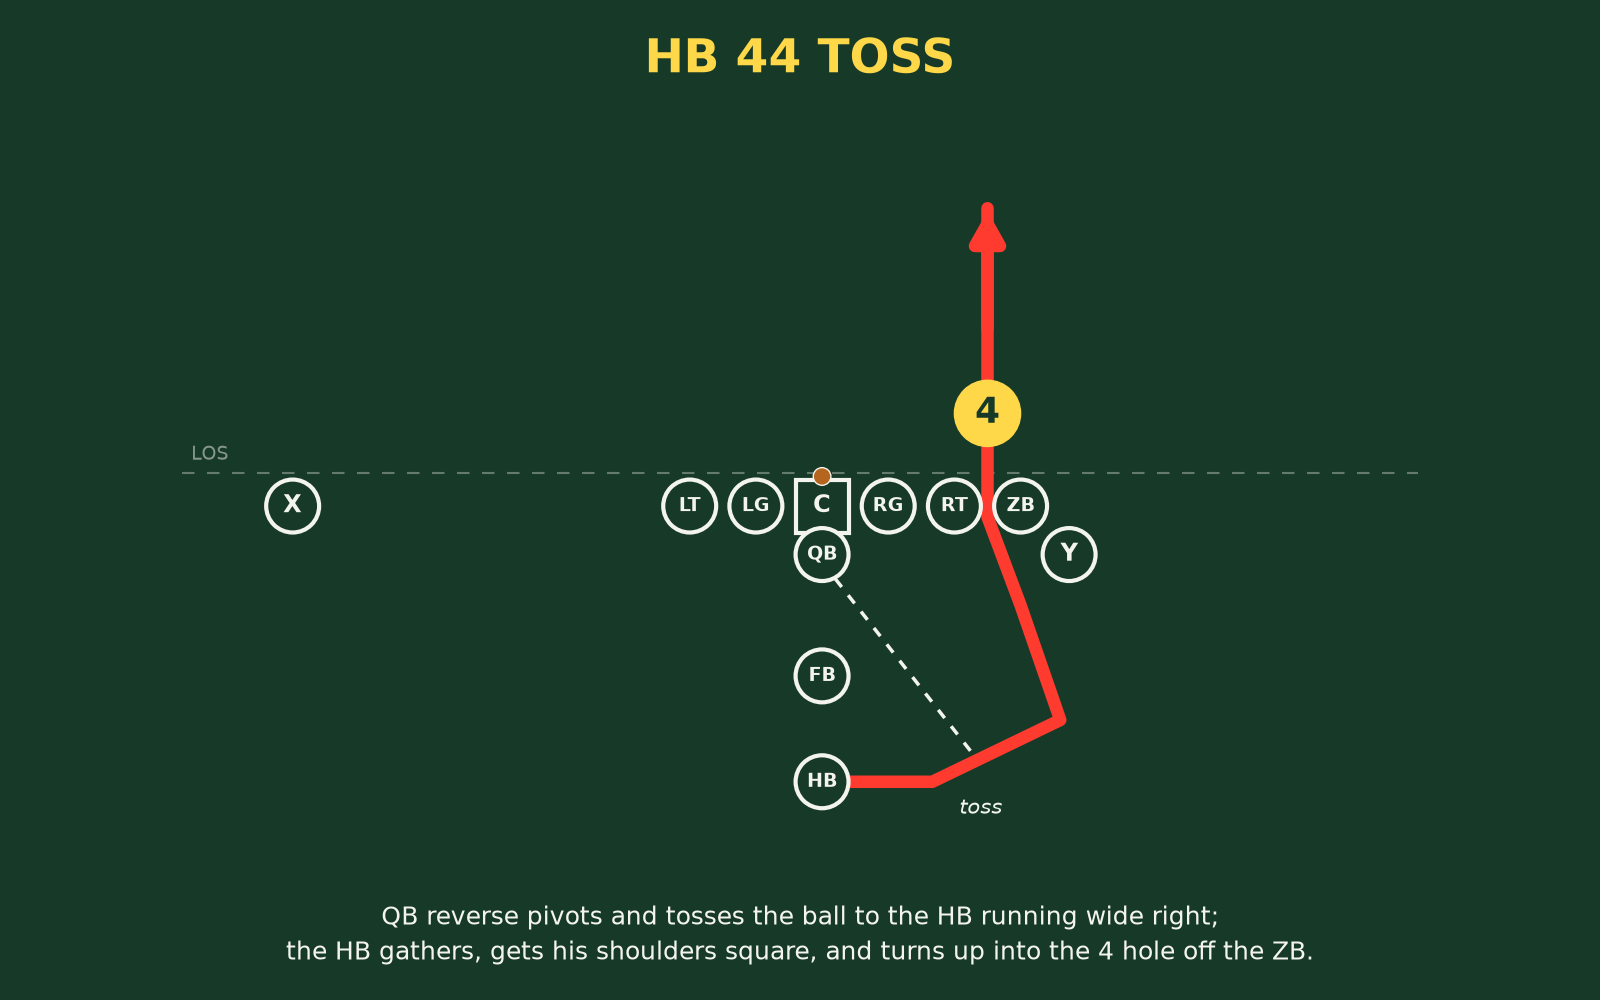 HB 44 TOSS
4
LOS
X
LT
LG
C
RG
RT
ZB
QB
Y
FB
HB
toss
QB reverse pivots and tosses the ball to the HB running wide right;
the HB gathers, gets his shoulders square, and turns up into the 4 hole off the ZB.